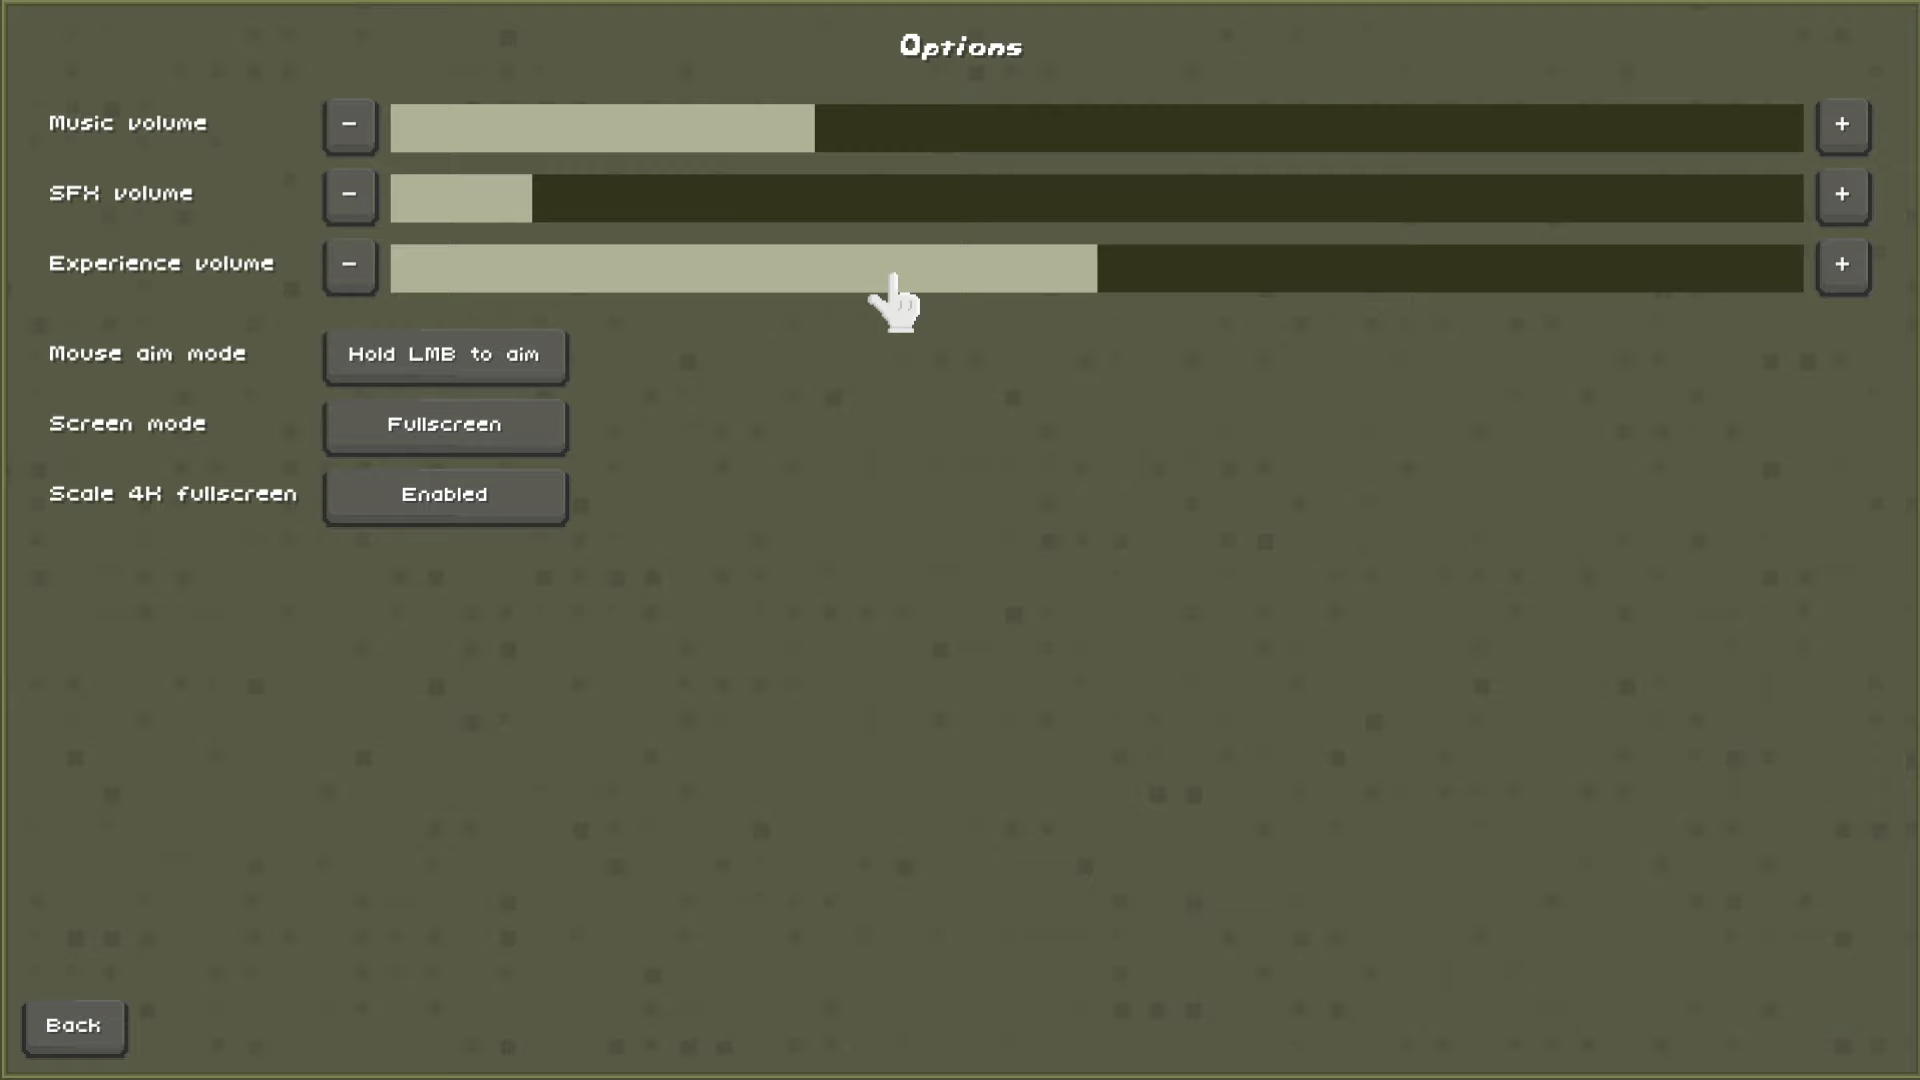 Options
Music volume - +
SFX volume - +
Experience volume - +
Mouse aim mode Hold LMB to aim
Screen mode Fullscreen
Scale 4K fullscreen Enabled
Back